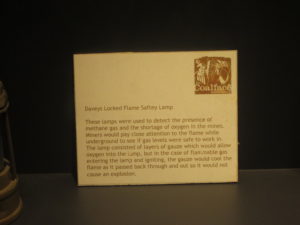 Coalface
Daveys Locked Flame Saftey Lamp
These lamps were used to detect the presence of
methane gas and the shortage of oxygen in the mines.
Miners would pay close attention to the flame while
underground to see if gas levels were safe to work in.
The lamp consisted of layers of gauze which would allow
oxygen into the Lamp, but in the case of flammable gas
entering the lamp and igniting, the gauze would cool the
flame as it passed back through and out so it would not
cause an explosion.